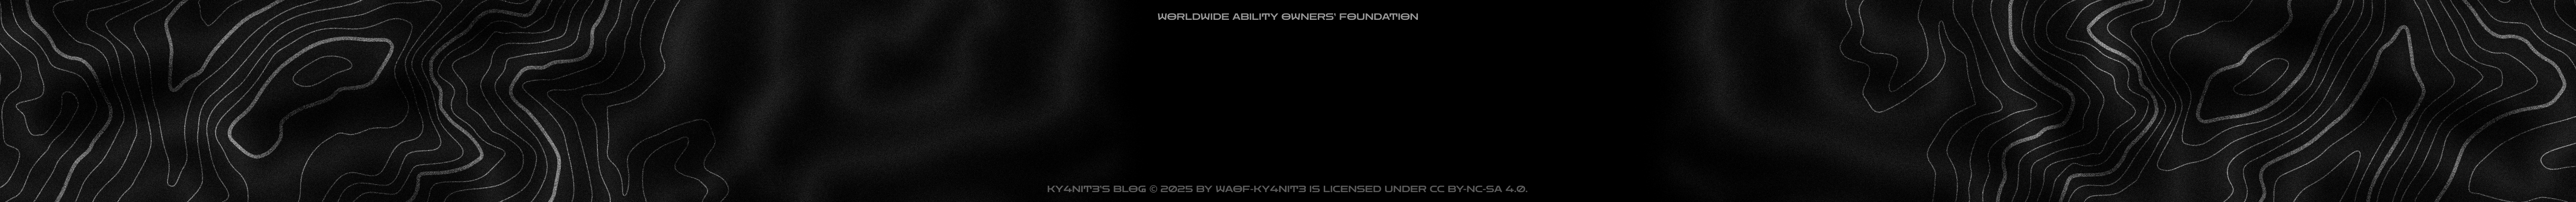 WORLDWIDE ABILITY OWNERS' FOUNDATION
KY4NIT3'S BLOG © 2025 BY WAOF-KY4NIT3 IS LICENSED UNDER CC BY-NC-SA 4.0.